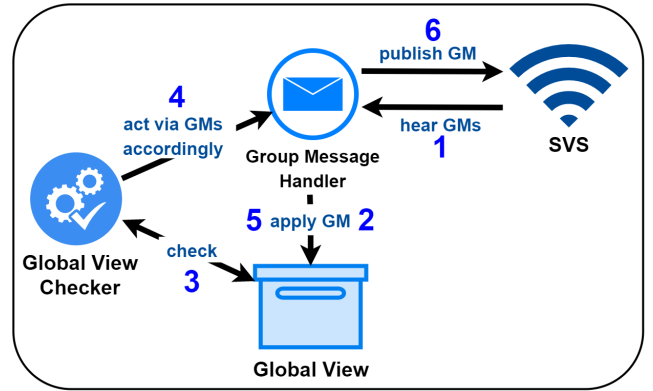 6
publish GM
4
act via GMs
accordingly
hear GMs
1
SVS
Group Message
Handler
5 apply GM 2
check
3
Global View
Checker
Global View